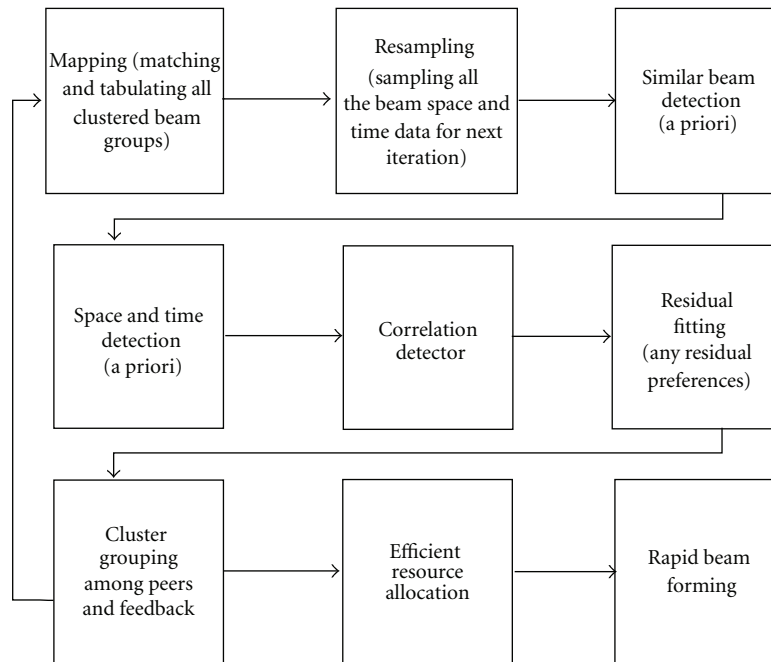 Mapping (matching
and tabulating all
clustered beam
groups)
Resampling
(sampling all
the beam space and
time data for next
iteration)
Similar beam
detection
(a priori)
Space and time
detection
(a priori)
Correlation
detector
Residual
fitting
(any residual
preferences)
Cluster
grouping
among peers
and feedback
Efficient
resource
allocation
Rapid beam
forming